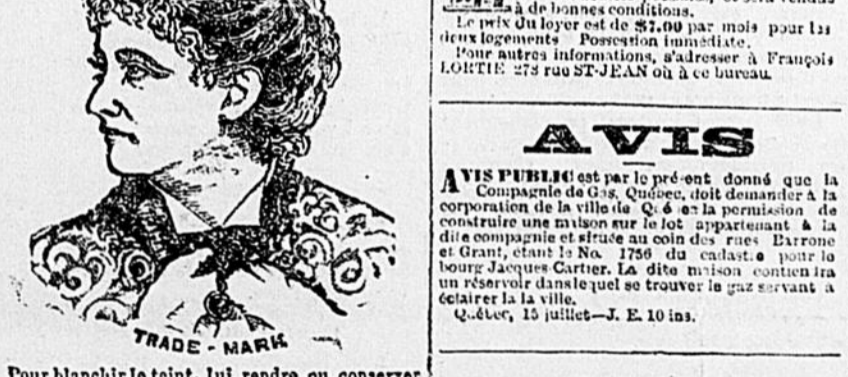 TRADE - MARK
Pour blanchir le teint, lui rendre ou conserver
à de bonnes conditions.
Le prix du loyer est de $7.00 par mois pour les
deux logements Possession immédiate.
Pour autres informations, s'adresser à François
LORTIE 278 rue ST-JEAN où à ce bureau.
AVIS
AVIS PUBLIC est par le présent donné que la
Compagnie de Gas, Québec, doit demander à la
corporation de la ville de Québec la permission de
construire une maison sur le lot appartenant à la
dite compagnie et située au coin des rues Barrone
et Grant, étant le No. 1756 du cadastre pour le
bourg Jacques-Cartier. La dite maison contiendra
un réservoir dans lequel se trouver le gaz servant à
éclairer la la ville.
Québec, 15 juillet—J. E. 10 ins.